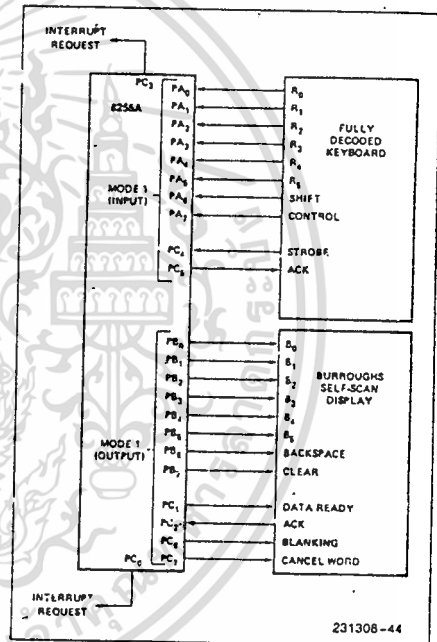 INTERRUPT
REQUEST
PC3
8255A
MODE 1
(INPUT)
PA0
PA1
PA2
PA3
PA4
PA5
PA6
PA7
PC4
PC5
R0
R1
R2
R3
R4
R5
SHIFT
CONTROL
STROBE
ACK
FULLY
DECODED
KEYBOARD
MODE 1
(OUTPUT)
PB0
PB1
PB2
PB3
PB4
PB5
PB6
PB7
PC1
PC2
PC6
PC7
B0
B1
B2
B3
B4
B5
BACKSPACE
CLEAR
DATA READY
ACK
BLANKING
CANCEL WORD
BURROUGHS
SELF-SCAN
DISPLAY
PC0
INTERRUPT
REQUEST
231308-44